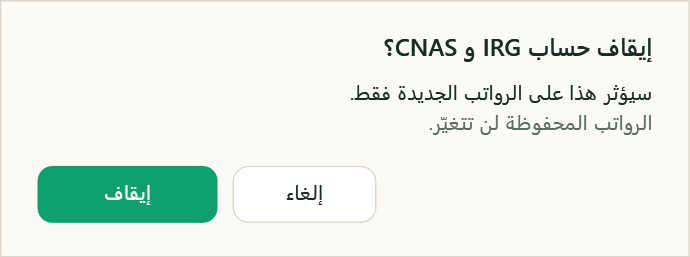 إيقاف حساب IRG و CNAS؟
سيؤثر هذا على الرواتب الجديدة فقط.
الرواتب المحفوظة لن تتغيّر.
إلغاء
إيقاف